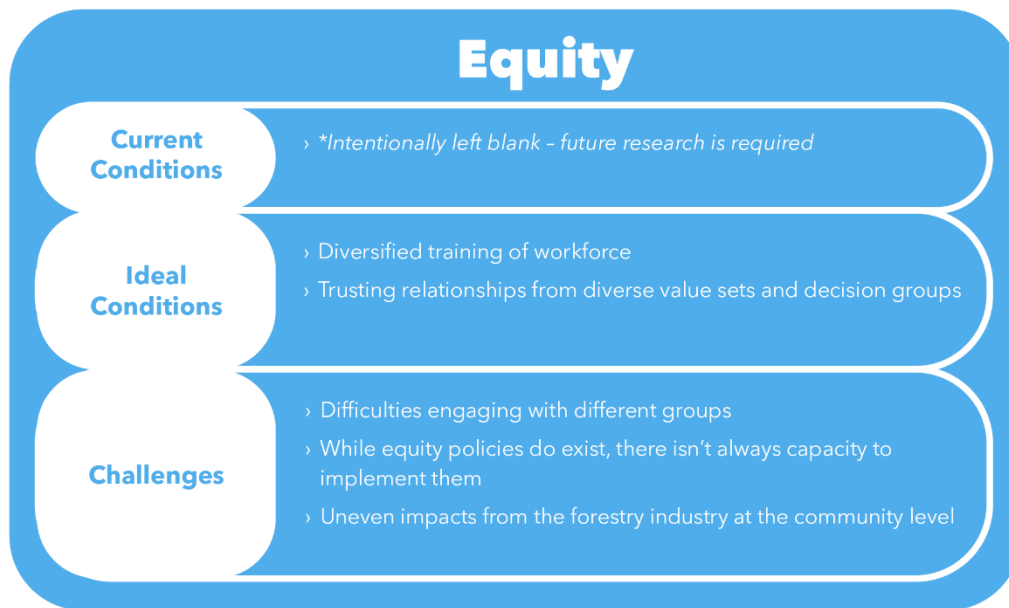 Equity
Current
Conditions
› *Intentionally left blank – future research is required
Ideal
Conditions
› Diversified training of workforce
› Trusting relationships from diverse value sets and decision groups
Challenges
› Difficulties engaging with different groups
› While equity policies do exist, there isn’t always capacity to
implement them
› Uneven impacts from the forestry industry at the community level